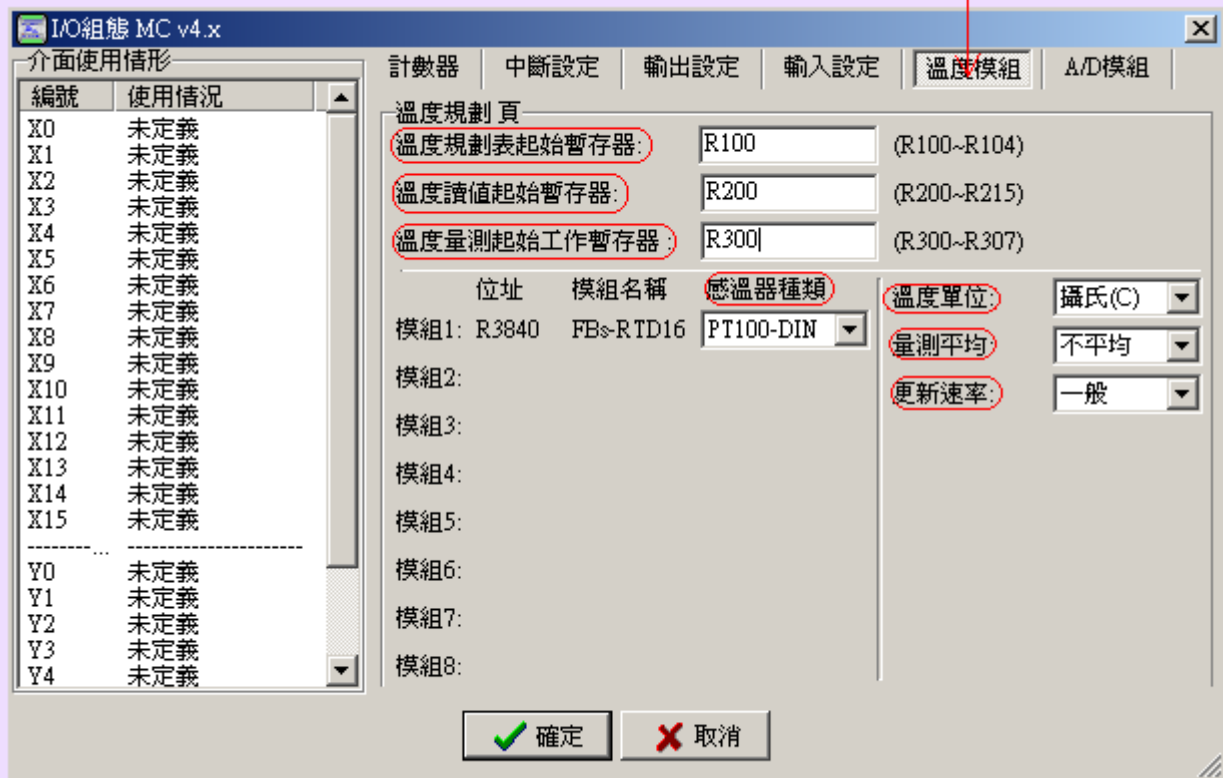 I/O組態 MC v4.x
介面使用情形
編號 使用情況
X0 未定義
X1 未定義
X2 未定義
X3 未定義
X4 未定義
X5 未定義
X6 未定義
X7 未定義
X8 未定義
X9 未定義
X10 未定義
X11 未定義
X12 未定義
X13 未定義
X14 未定義
X15 未定義
--------... ----------------------
Y0 未定義
Y1 未定義
Y2 未定義
Y3 未定義
Y4 未定義
計數器 中斷設定 輸出設定 輸入設定 溫度模組 A/D模組
溫度規劃 頁
溫度規劃表起始暫存器: R100 (R100~R104)
溫度讀值起始暫存器: R200 (R200~R215)
溫度量測起始工作暫存器 : R300 (R300~R307)
位址 模組名稱 感溫器種類
模組1: R3840 FBs-RTD16 PT100-DIN
模組2:
模組3:
模組4:
模組5:
模組6:
模組7:
模組8:
溫度單位: 攝氏(C)
量測平均: 不平均
更新速率: 一般
確定 取消